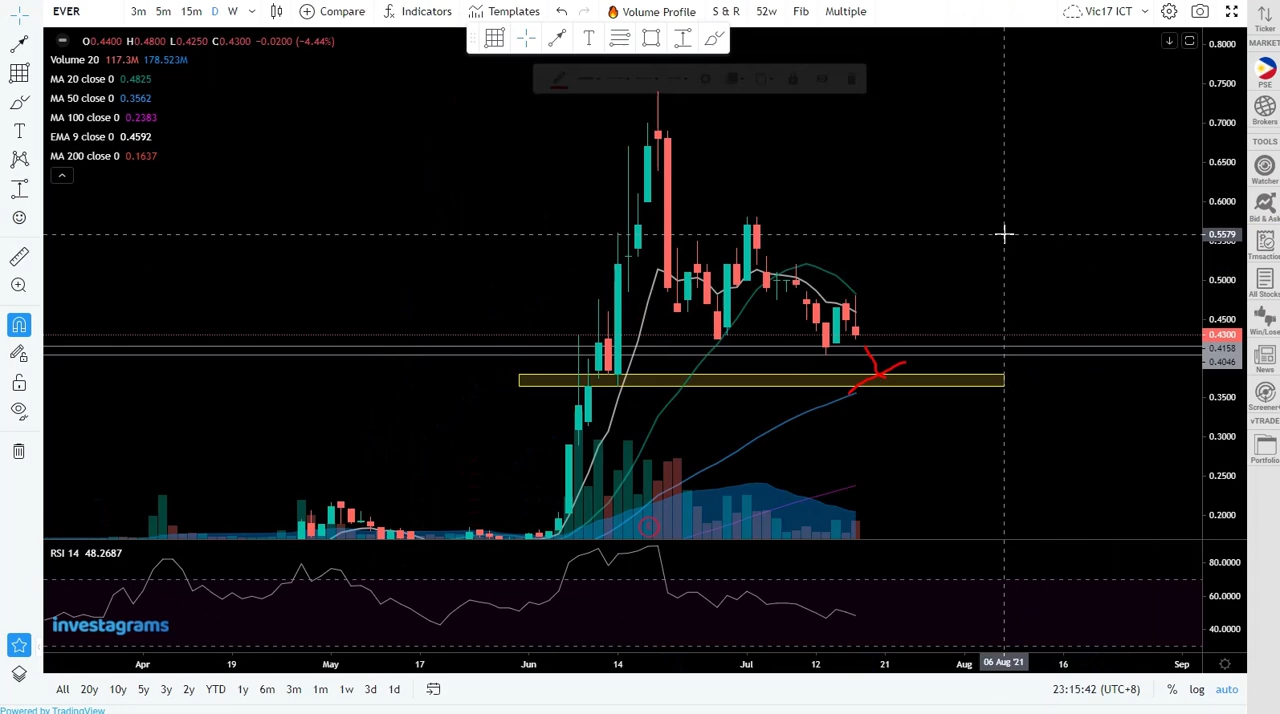 EVER
3m 5m 15m D W Compare Indicators Templates Volume Profile S & R 52w Fib Multiple Vic17 ICT
O0.4400 H0.4800 L0.4250 C0.4300 -0.0200 (-4.44%)
Volume 20 117.3M 178.523M
MA 20 close 0 0.4825
MA 50 close 0 0.3562
MA 100 close 0 0.2383
EMA 9 close 0 0.4592
MA 200 close 0 0.1637
0.8000
0.7500
0.7000
0.6500
0.6000
0.5579
0.5000
0.4500
0.4300
0.4158
0.4046
0.3500
0.3000
0.2500
0.2000
RSI 14 48.2687
80.0000
60.0000
40.0000
investagrams
Apr 19 May 17 Jun 14 Jul 12 21 Aug 06 Aug '21 16 Sep
All 20y 10y 5y 3y 2y YTD 1y 6m 3m 1m 1w 3d 1d
23:15:42 (UTC+8) % log auto
Powered by TradingView
Ticker
MARKET
PSE
Brokers
TOOLS
Watcher
Bid & Ask
All Stocks
Win/Lose
News
Screener
vTRADE
Portfolio